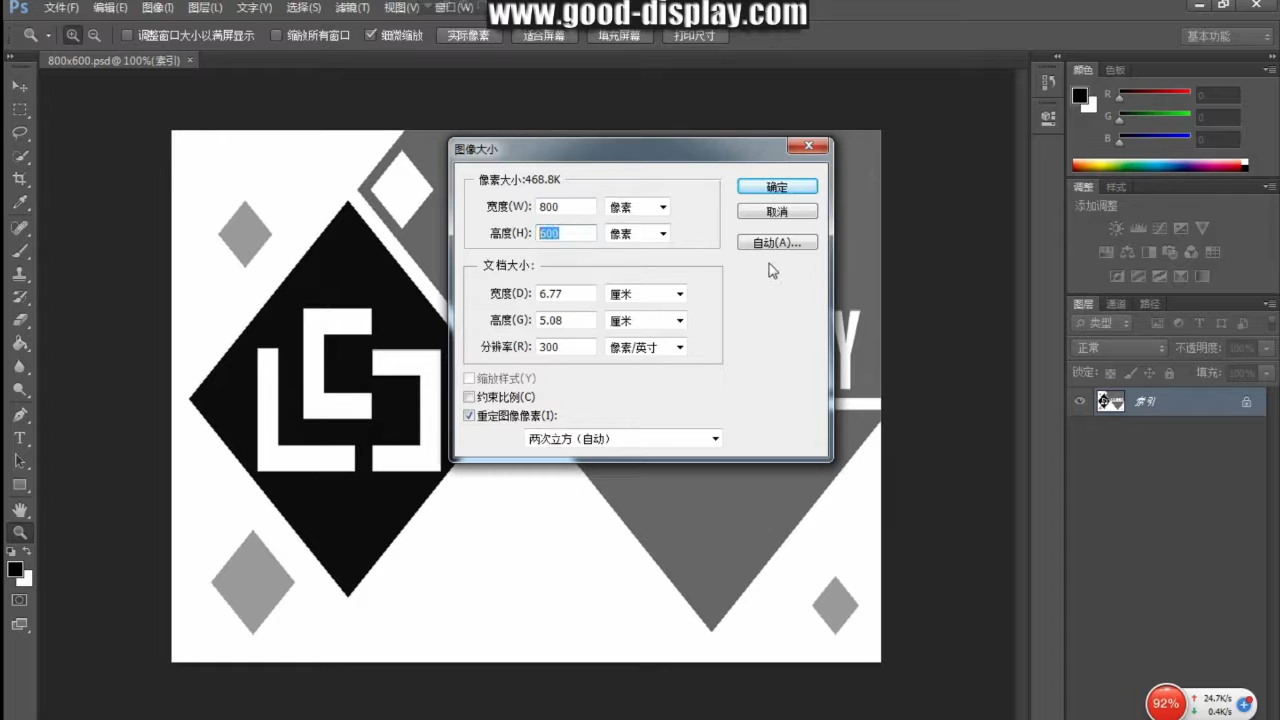 www.good-display.com
Ps 文件(F) 编辑(E) 图像(I) 图层(L) 文字(Y) 选择(S) 滤镜(T) 视图(V) 窗口(W)
调整窗口大小以满屏显示 缩放所有窗口 细微缩放 实际像素 适合屏幕 填充屏幕 打印尺寸 基本功能
800x600.psd @ 100%(索引) ×
颜色 色板
R 0
G 0
B 0
图像大小
像素大小:468.8K
宽度(W): 800 像素
高度(H): 600 像素
确定
取消
自动(A)...
文档大小:
宽度(D): 6.77 厘米
高度(G): 5.08 厘米
分辨率(R): 300 像素/英寸
缩放样式(Y)
约束比例(C)
重定图像像素(I):
两次立方（自动）
Y
调整 样式
添加调整
图层 通道 路径
类型
正常 不透明度: 100%
锁定: 填充: 100%
索引
92% 24.7K/s
0.4K/s